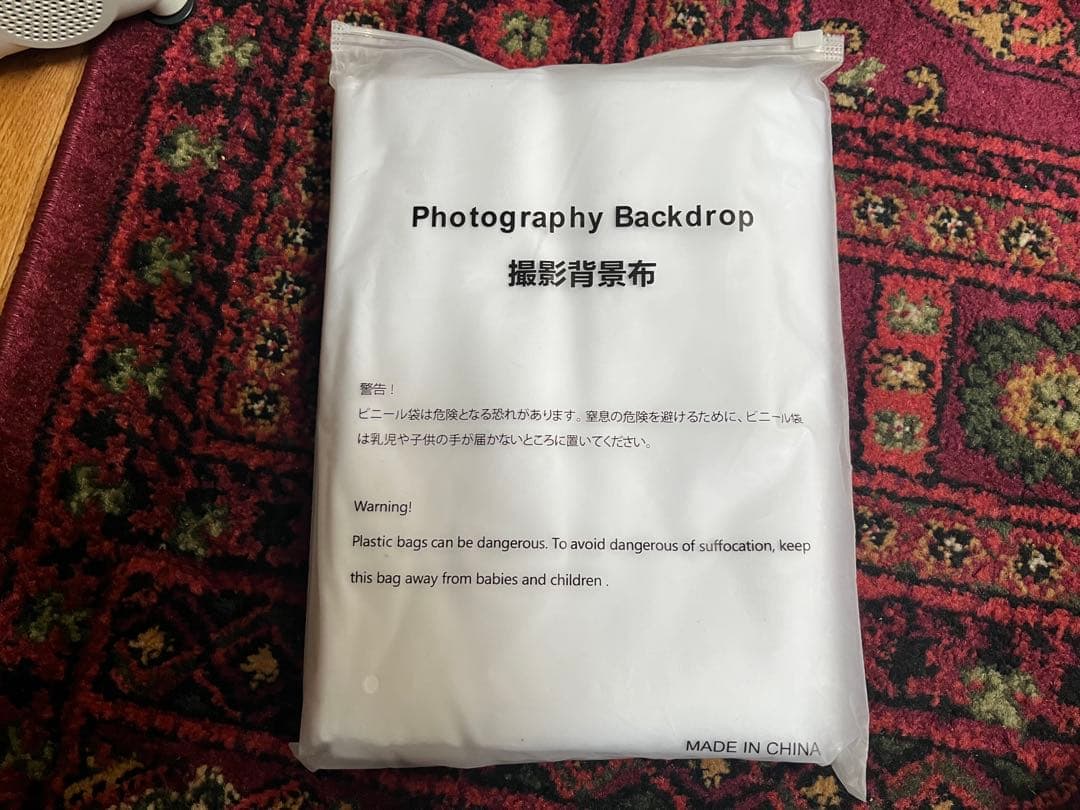 Photography Backdrop
撮影背景布
警告！
ビニール袋は危険となる恐れがあります。窒息の危険を避けるために、ビニール袋
は乳児や子供の手が届かないところに置いてください。
Warning!
Plastic bags can be dangerous. To avoid dangerous of suffocation, keep
this bag away from babies and children .
MADE IN CHINA